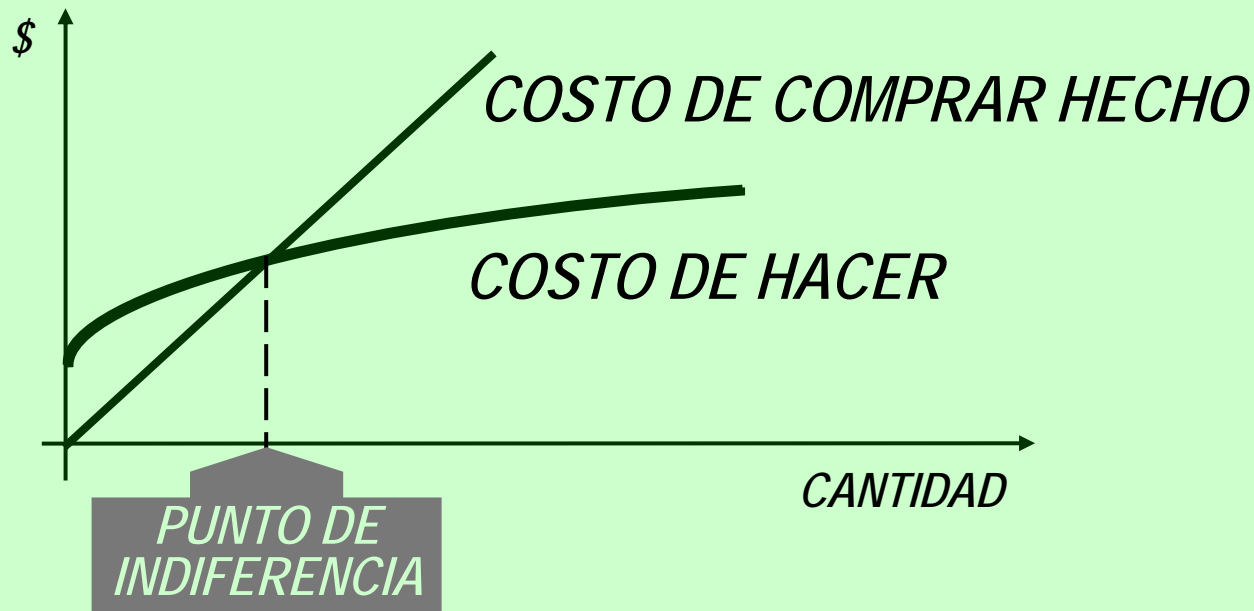 $
COSTO DE COMPRAR HECHO
COSTO DE HACER
CANTIDAD
PUNTO DE
INDIFERENCIA